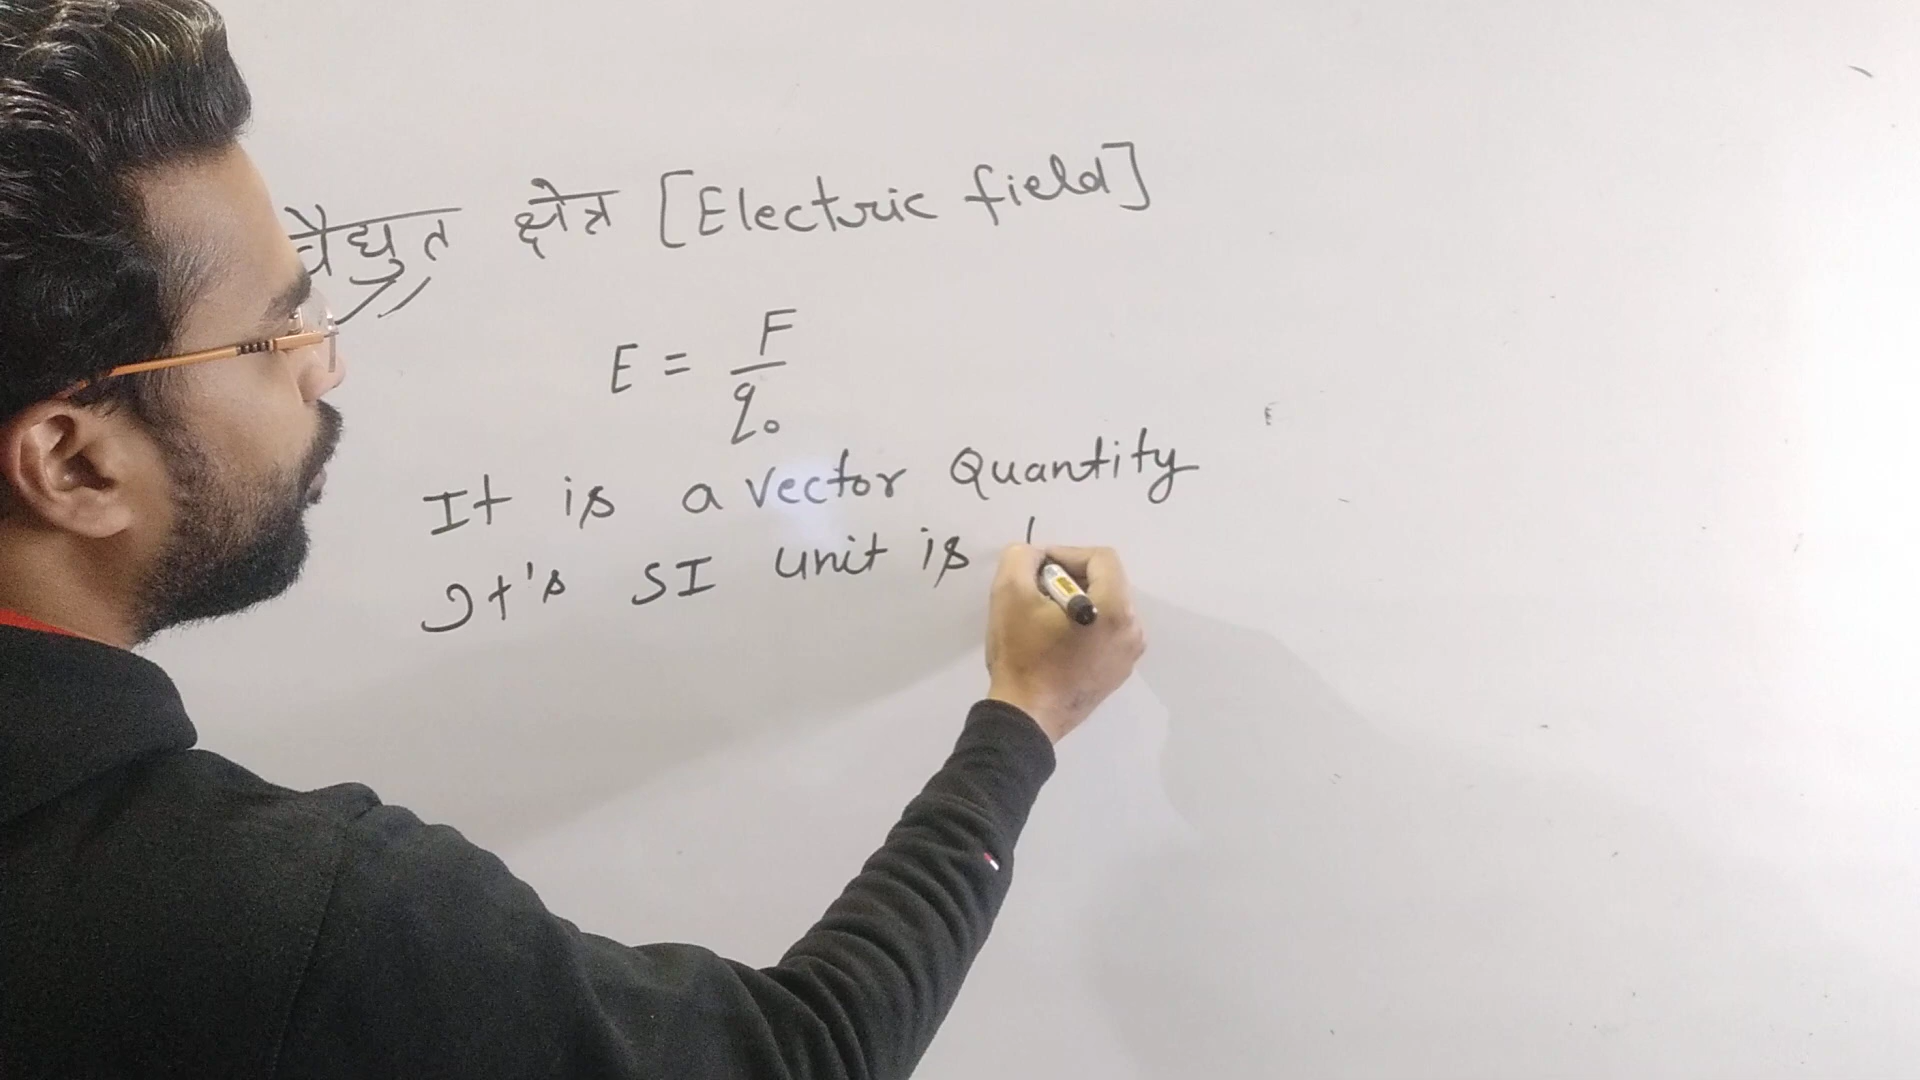 वैद्युत क्षेत्र [Electric field]
E = F/q₀
It is a vector Quantity
It's SI unit is